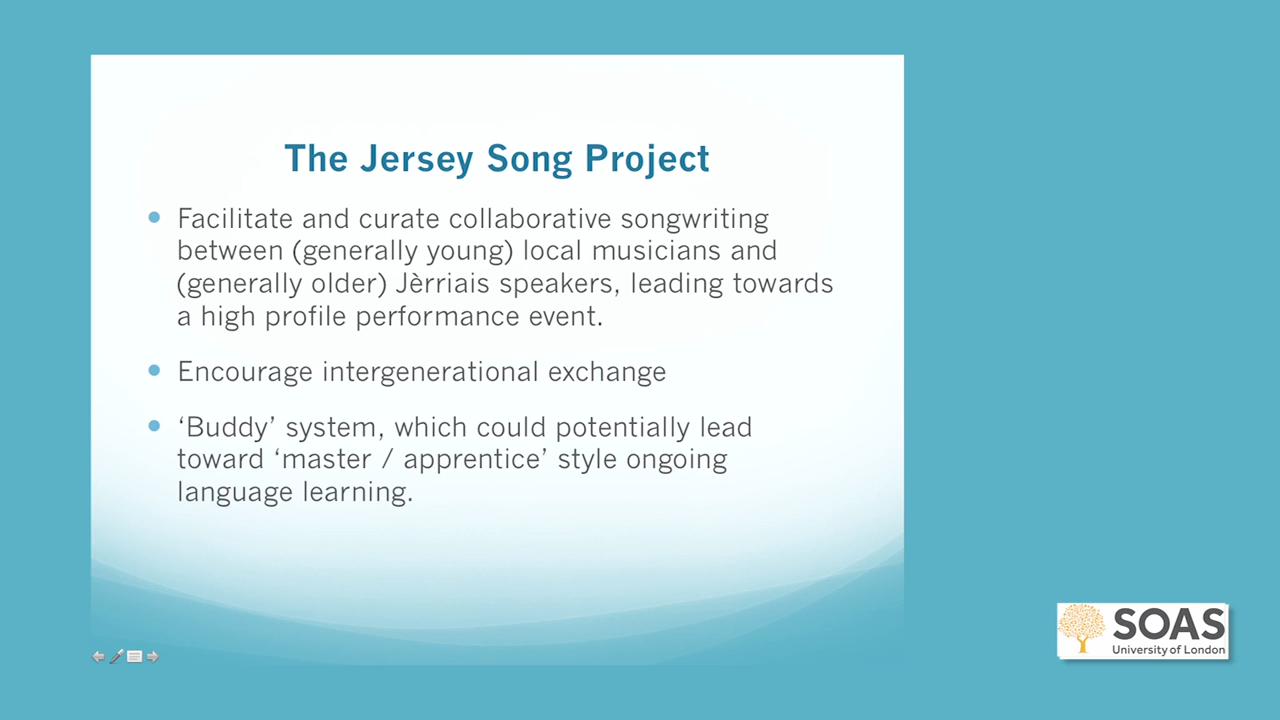 The Jersey Song Project
• Facilitate and curate collaborative songwriting
between (generally young) local musicians and
(generally older) Jèrriais speakers, leading towards
a high profile performance event.
• Encourage intergenerational exchange
• ‘Buddy’ system, which could potentially lead
toward ‘master / apprentice’ style ongoing
language learning.
SOAS
University of London